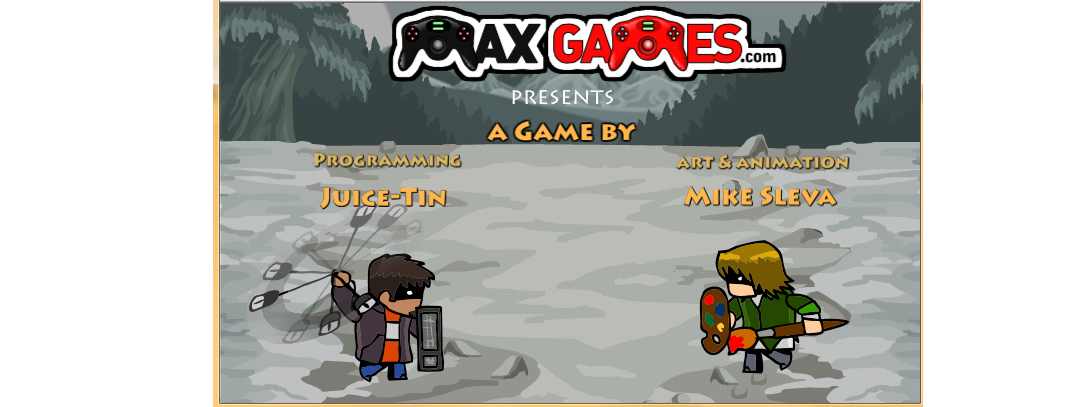 MAX GAMES.com
PRESENTS
A GAME BY
PROGRAMMING
JUICE-TIN
ART & ANIMATION
MIKE SLEVA